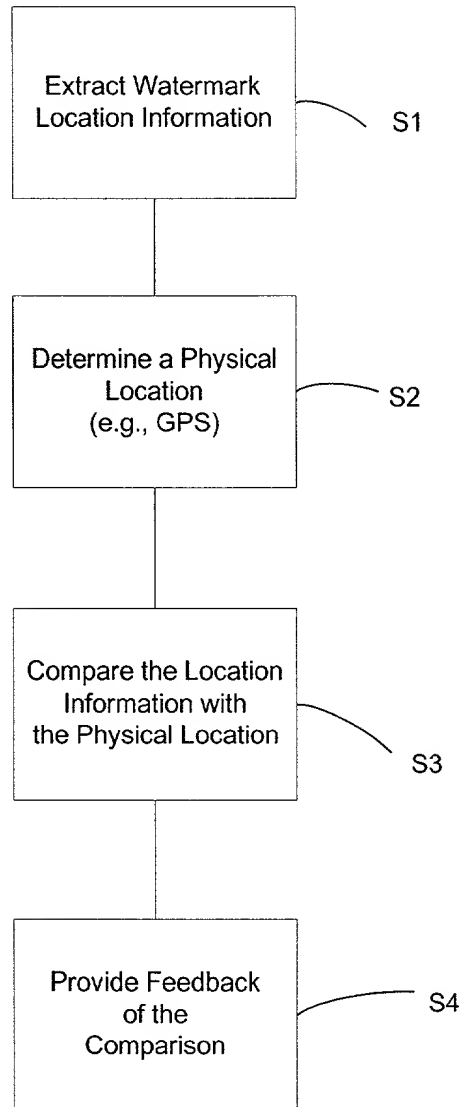 Extract Watermark
Location Information
S1
Determine a Physical
Location
(e.g., GPS)
S2
Compare the Location
Information with
the Physical Location
S3
Provide Feedback
of the
Comparison
S4